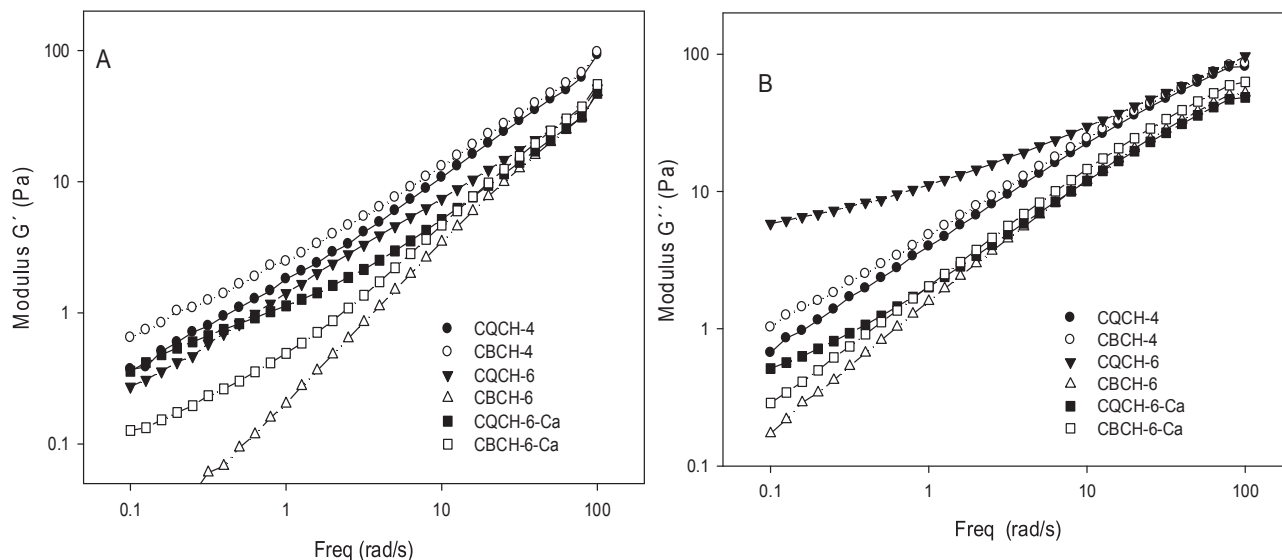 A
Modulus G´ (Pa)
100
10
1
0.1
CQCH-4
CBCH-4
CQCH-6
CBCH-6
CQCH-6-Ca
CBCH-6-Ca
0.1 1 10 100
Freq (rad/s)
B
Modulus G´´ (Pa)
100
10
1
0.1
CQCH-4
CBCH-4
CQCH-6
CBCH-6
CQCH-6-Ca
CBCH-6-Ca
0.1 1 10 100
Freq (rad/s)